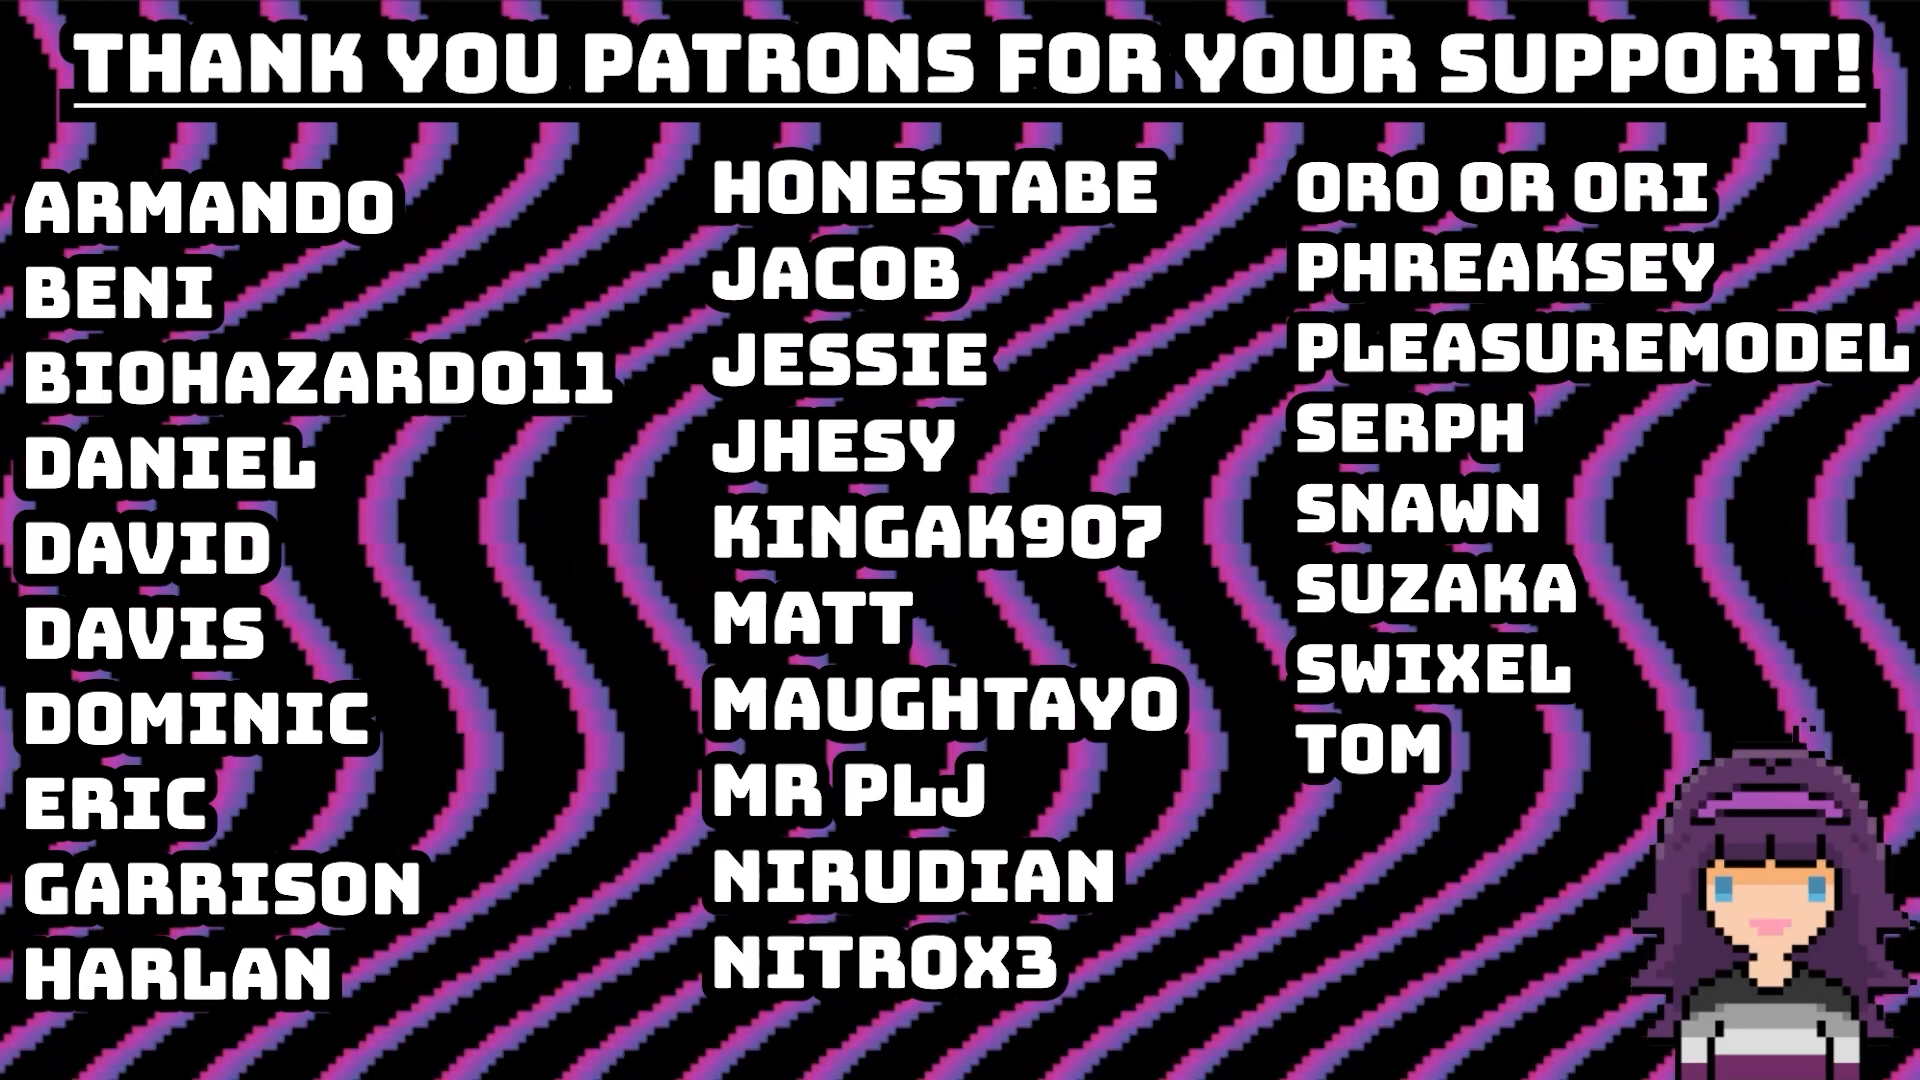 THANK YOU PATRONS FOR YOUR SUPPORT!
ARMANDO
BENI
BIOHAZARD011
DANIEL
DAVID
DAVIS
DOMINIC
ERIC
GARRISON
HARLAN
HONESTABE
JACOB
JESSIE
JHESY
KINGAK907
MATT
MAUGHTAYO
MR PLJ
NIRUDIAN
NITROX3
ORO OR ORI
PHREAKSEY
PLEASUREMODEL
SERPH
SNAWN
SUZAKA
SWIXEL
TOM